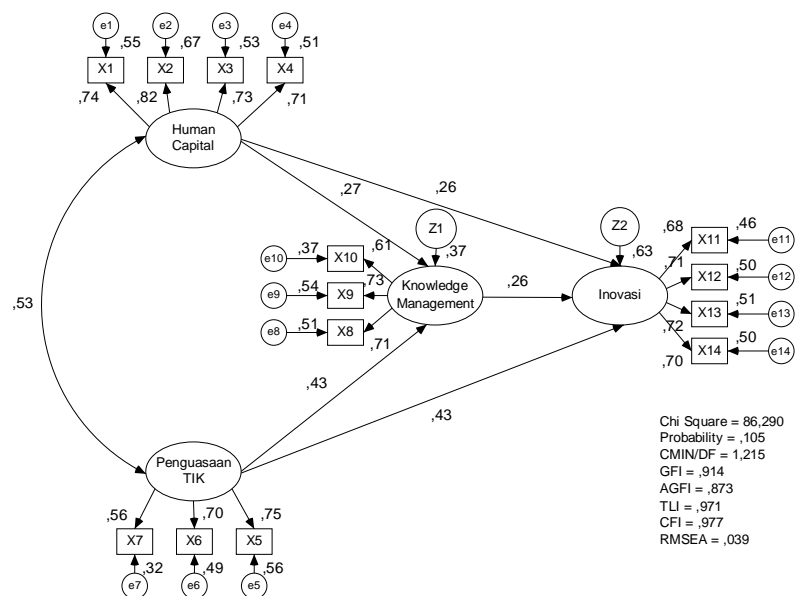 e1 e2 e3 e4
,55 ,67 ,53 ,51
X1 X2 X3 X4
,74 ,82 ,73 ,71
Human
Capital
,27
,26
Z1
,37
Z2
,63
,53
e10 ,37 X10 ,61
e9 ,54 X9 ,73
e8 ,51 X8 ,71
Knowledge
Management
,26
Inovasi
,68 X11 ,46 e11
,71 X12 ,50 e12
,72 X13 ,51 e13
,70 X14 ,50 e14
,43
,43
Penguasaan
TIK
,56 ,70 ,75
X7 X6 X5
,32 ,49 ,56
e7 e6 e5
Chi Square = 86,290
Probability = ,105
CMIN/DF = 1,215
GFI = ,914
AGFI = ,873
TLI = ,971
CFI = ,977
RMSEA = ,039